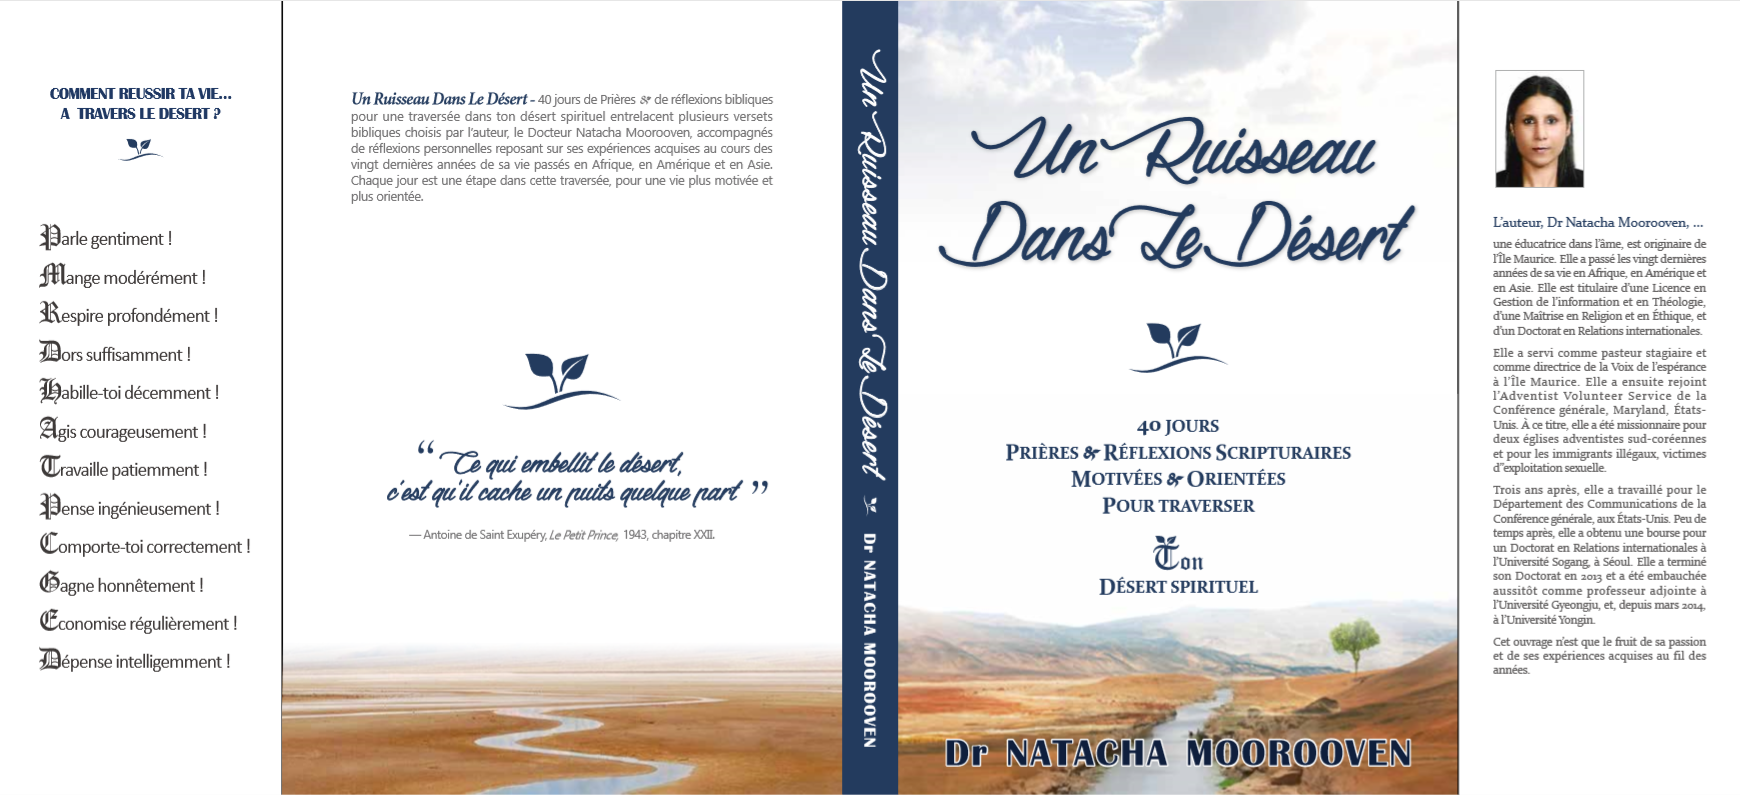 COMMENT REUSSIR TA VIE...
A TRAVERS LE DESERT ?
Parle gentiment !
Mange modérément !
Respire profondément !
Dors suffisamment !
Habille-toi décemment !
Agis courageusement !
Travaille patiemment !
Pense ingénieusement !
Comporte-toi correctement !
Gagne honnêtement !
Economise régulièrement !
Dépense intelligemment !
Un Ruisseau Dans Le Désert - 40 jours de Prières & de réflexions bibliques
pour une traversée dans ton désert spirituel entrelacent plusieurs versets
bibliques choisis par l'auteur, le Docteur Natacha Moorooven, accompagnés
de réflexions personnelles reposant sur ses expériences acquises au cours des
vingt dernières années de sa vie passés en Afrique, en Amérique et en Asie.
Chaque jour est une étape dans cette traversée, pour une vie plus motivée et
plus orientée.
“ Ce qui embellit le désert,
c'est qu'il cache un puits quelque part ”
— Antoine de Saint Exupéry, Le Petit Prince, 1943, chapitre XXII.
Un Ruisseau Dans Le Désert Dr NATACHA MOOROOVEN
Un Ruisseau
Dans Le Désert
40 JOURS
PRIÈRES & RÉFLEXIONS SCRIPTURAIRES
MOTIVÉES & ORIENTÉES
POUR TRAVERSER
Ton
DÉSERT SPIRITUEL
Dr NATACHA MOOROOVEN
L'auteur, Dr Natacha Moorooven, ...
une éducatrice dans l'âme, est originaire de
l'Île Maurice. Elle a passé les vingt dernières
années de sa vie en Afrique, en Amérique et
en Asie. Elle est titulaire d'une Licence en
Gestion de l'information et en Théologie,
d'une Maîtrise en Religion et en Éthique, et
d'un Doctorat en Relations internationales.
Elle a servi comme pasteur stagiaire et
comme directrice de la Voix de l'espérance
à l'Île Maurice. Elle a ensuite rejoint
l'Adventist Volunteer Service de la
Conférence générale, Maryland, États-
Unis. À ce titre, elle a été missionnaire pour
deux églises adventistes sud-coréennes
et pour les immigrants illégaux, victimes
d"exploitation sexuelle.
Trois ans après, elle a travaillé pour le
Département des Communications de la
Conférence générale, aux États-Unis. Peu de
temps après, elle a obtenu une bourse pour
un Doctorat en Relations internationales à
l'Université Sogang, à Séoul. Elle a terminé
son Doctorat en 2013 et a été embauchée
aussitôt comme professeur adjointe à
l'Université Gyeongju, et, depuis mars 2014,
à l'Université Yongin.
Cet ouvrage n'est que le fruit de sa passion
et de ses expériences acquises au fil des
années.